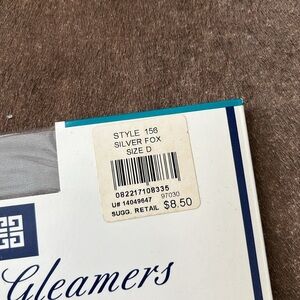 STYLE 156
SILVER FOX
SIZE D
082217108335
U# 14049647 97030
SUGG. RETAIL $8.50
Gleamers